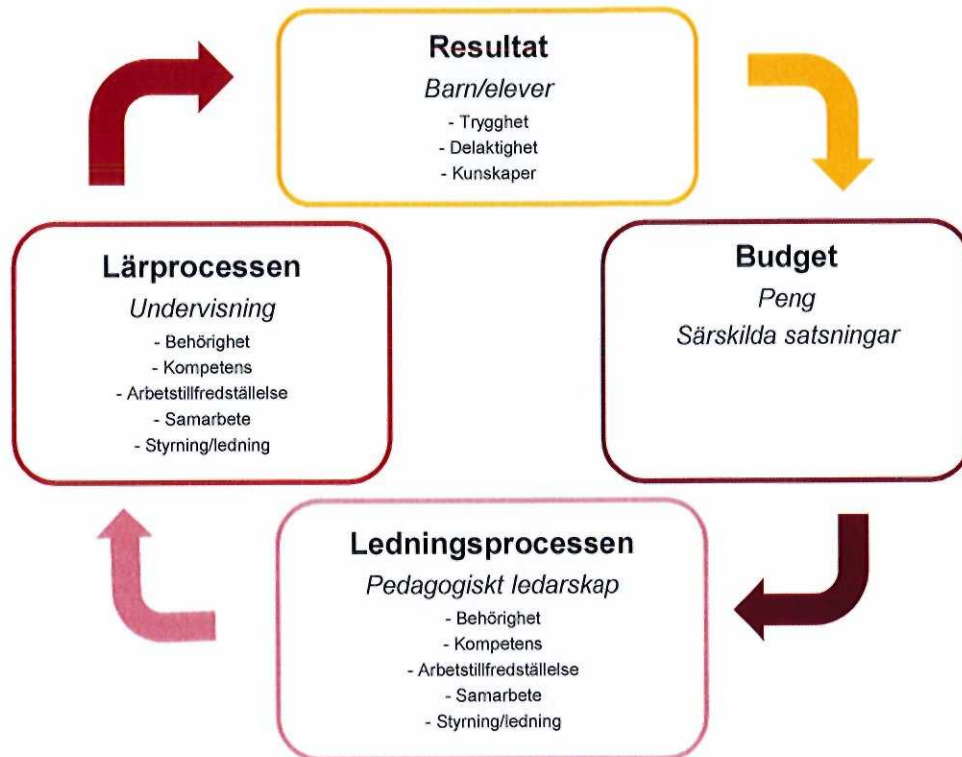 Resultat
Barn/elever
- Trygghet
- Delaktighet
- Kunskaper
Budget
Peng
Särskilda satsningar
Ledningsprocessen
Pedagogiskt ledarskap
- Behörighet
- Kompetens
- Arbetstillfredställelse
- Samarbete
- Styrning/ledning
Lärprocessen
Undervisning
- Behörighet
- Kompetens
- Arbetstillfredställelse
- Samarbete
- Styrning/ledning